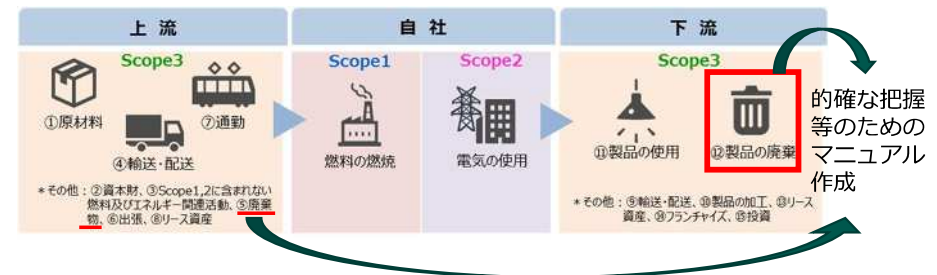 上 流
自 社
下 流
Scope3
①原材料
⑦通勤
④輸送・配送
*その他：②資本財、③Scope1,2に含まれない
燃料及びエネルギー関連活動、⑤廃棄
物、⑥出張、⑧リース資産
Scope1
燃料の燃焼
Scope2
電気の使用
Scope3
⑪製品の使用
⑫製品の廃棄
*その他：⑨輸送・配送、⑩製品の加工、⑬リース
資産、⑭フランチャイズ、⑮投資
的確な把握
等のための
マニュアル
作成